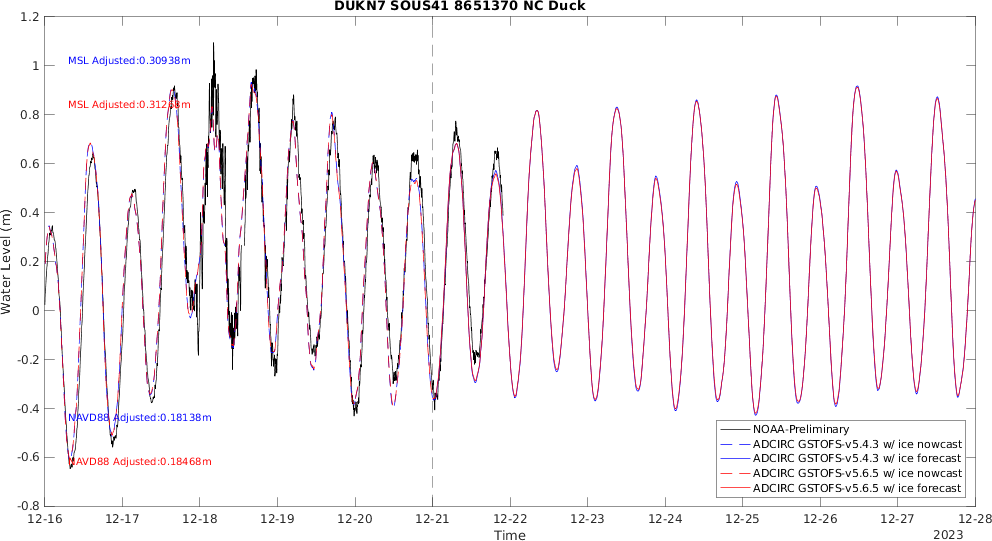 DUKN7 SOUS41 8651370 NC Duck
1.2
1
0.8
0.6
0.4
0.2
0
-0.2
-0.4
-0.6
-0.8
Water Level (m)
MSL Adjusted:0.30938m
MSL Adjusted:0.31268m
NAVD88 Adjusted:0.18138m
NAVD88 Adjusted:0.18468m
NOAA-Preliminary
ADCIRC GSTOFS-v5.4.3 w/ ice nowcast
ADCIRC GSTOFS-v5.4.3 w/ ice forecast
ADCIRC GSTOFS-v5.6.5 w/ ice nowcast
ADCIRC GSTOFS-v5.6.5 w/ ice forecast
12-16 12-17 12-18 12-19 12-20 12-21 12-22 12-23 12-24 12-25 12-26 12-27 12-28
Time
2023